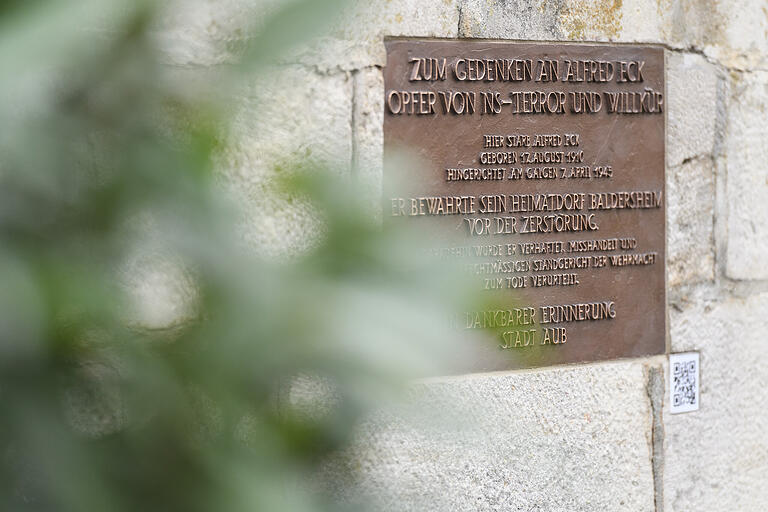 ZUM GEDENKEN AN ALFRED ECK
OPFER VON NS-TERROR UND WILLKÜR
HIER STARB ALFRED ECK
GEBOREN 17. AUGUST 1910
HINGERICHTET AM GALGEN 7. APRIL 1945
ER BEWAHRTE SEIN HEIMATDORF BALDERSHEIM
VOR DER ZERSTÖRUNG.
WURDE ER VERHAFTET, MISSHANDELT UND
STANDGERICHT DER WEHRMACHT
ZUM TODE VERURTEILT.
IN DANKBARER ERINNERUNG
STADT AUB